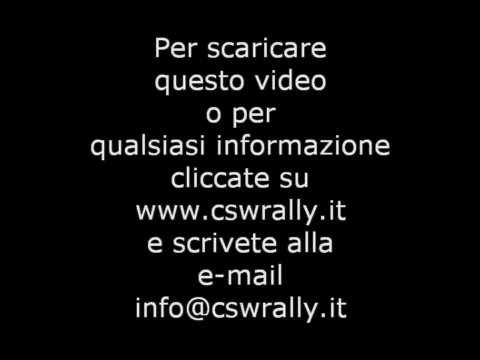 Per scaricare
questo video
o per
qualsiasi informazione
cliccate su
www.cswrally.it
e scrivete alla
e-mail
info@cswrally.it